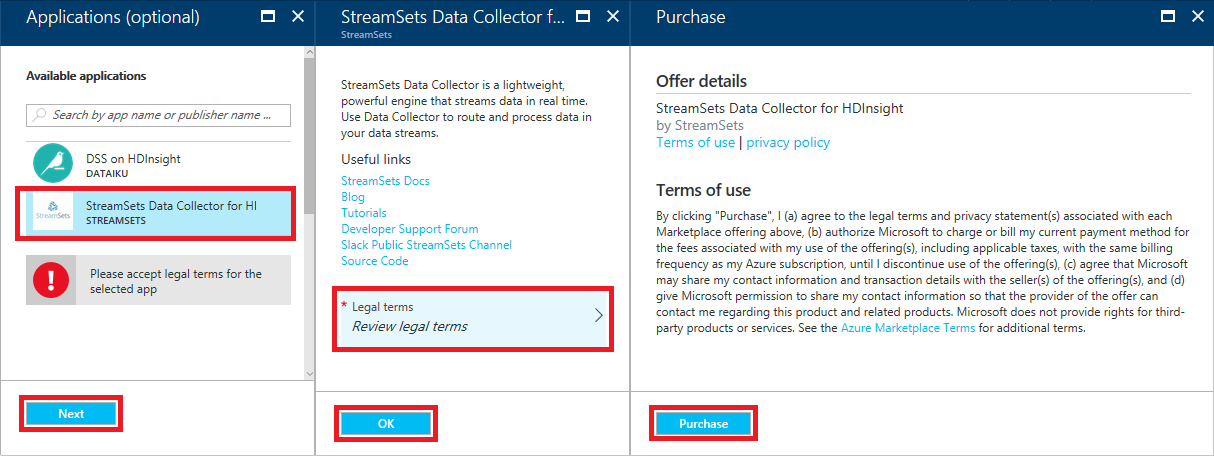 Applications (optional)
Available applications
Search by app name or publisher name ...
DSS on HDInsight
DATAIKU
StreamSets
StreamSets Data Collector for HI
STREAMSETS
Please accept legal terms for the
selected app
Next
StreamSets Data Collector f...
StreamSets
StreamSets Data Collector is a lightweight,
powerful engine that streams data in real time.
Use Data Collector to route and process data in
your data streams.
Useful links
StreamSets Docs
Blog
Tutorials
Developer Support Forum
Slack Public StreamSets Channel
Source Code
* Legal terms
Review legal terms
OK
Purchase
Offer details
StreamSets Data Collector for HDInsight
by StreamSets
Terms of use | privacy policy
Terms of use
By clicking "Purchase", I (a) agree to the legal terms and privacy statement(s) associated with each
Marketplace offering above, (b) authorize Microsoft to charge or bill my current payment method for
the fees associated with my use of the offering(s), including applicable taxes, with the same billing
frequency as my Azure subscription, until I discontinue use of the offering(s), (c) agree that Microsoft
may share my contact information and transaction details with the seller(s) of the offering(s), and (d)
give Microsoft permission to share my contact information so that the provider of the offer can
contact me regarding this product and related products. Microsoft does not provide rights for third-
party products or services. See the Azure Marketplace Terms for additional terms.
Purchase